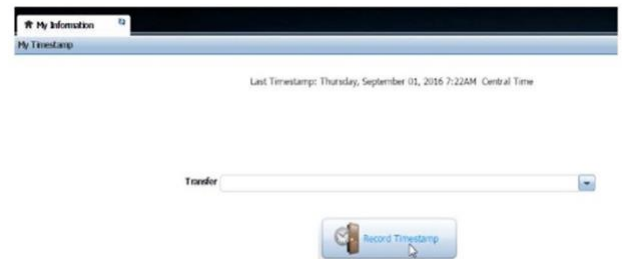 My Information
My Timestamp
Last Timestamp: Thursday, September 01, 2016 7:22AM Central Time
Transfer
Record Timestamp